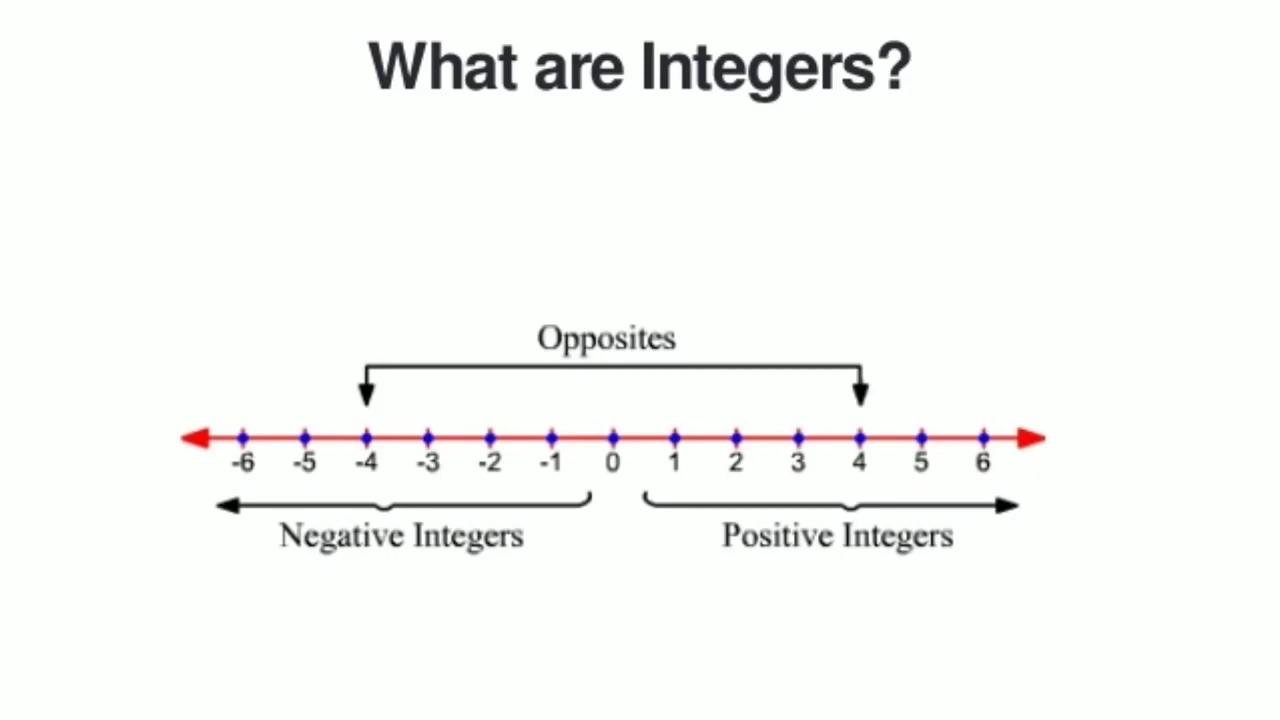 What are Integers?
Opposites
-6 -5 -4 -3 -2 -1 0 1 2 3 4 5 6
Negative Integers Positive Integers